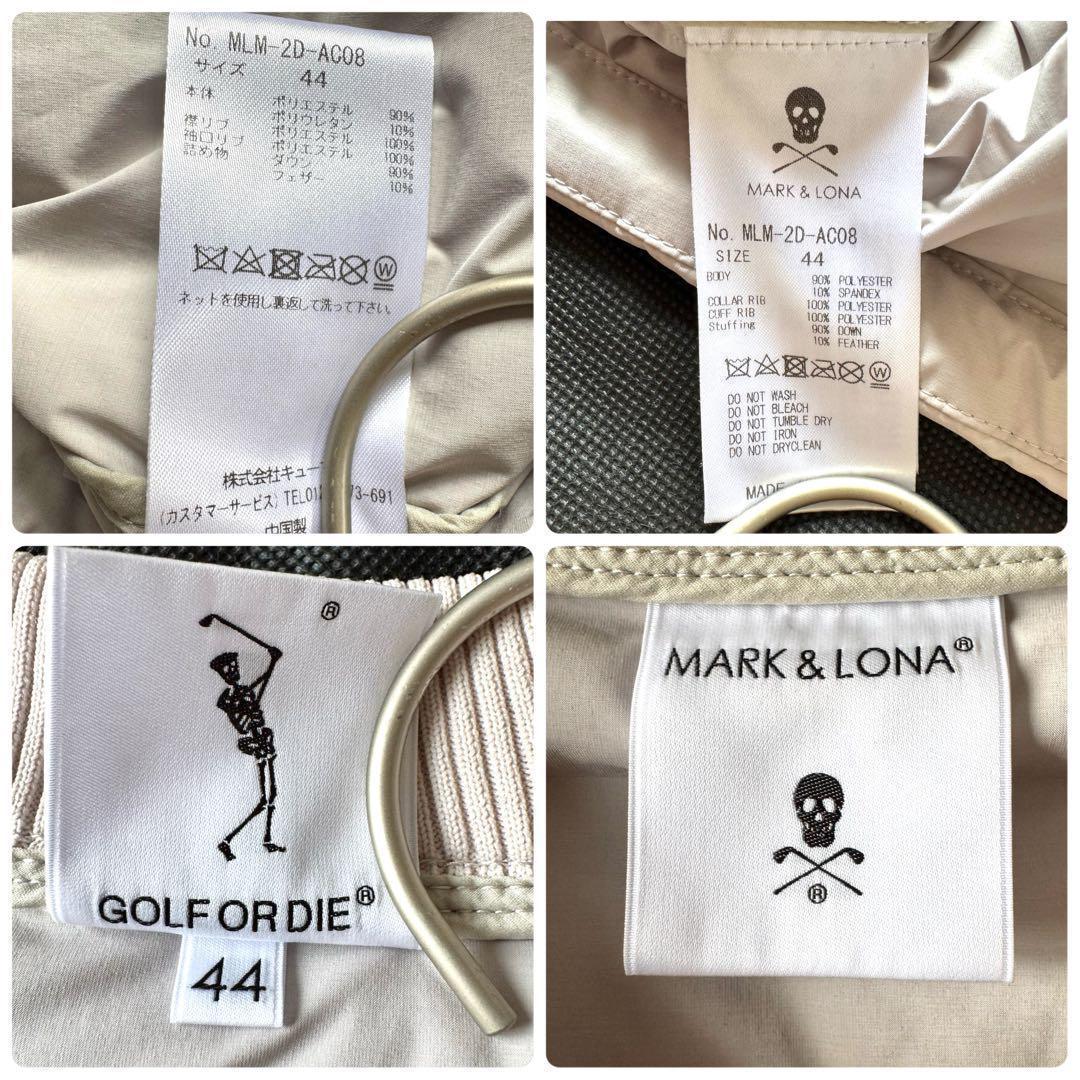 No. MLM-2D-AC08
サイズ 44
本体 ポリエステル 90%
ポリウレタン 10%
襟リブ ポリエステル 100%
袖口リブ ポリエステル 100%
詰め物 ダウン 90%
フェザー 10%
W
ネットを使用し裏返して洗って下さい。
株式会社キュー
(カスタマーサービス) 73-691
中国製
MARK & LONA
No. MLM-2D-AC08
SIZE 44
BODY 90% POLYESTER
10% SPANDEX
COLLAR RIB 100% POLYESTER
CUFF RIB 100% POLYESTER
Stuffing 90% DOWN
10% FEATHER
W
DO NOT WASH
DO NOT BLEACH
DO NOT TUMBLE DRY
DO NOT IRON
DO NOT DRYCLEAN
MADE
®
GOLF OR DIE®
44
MARK & LONA®
®